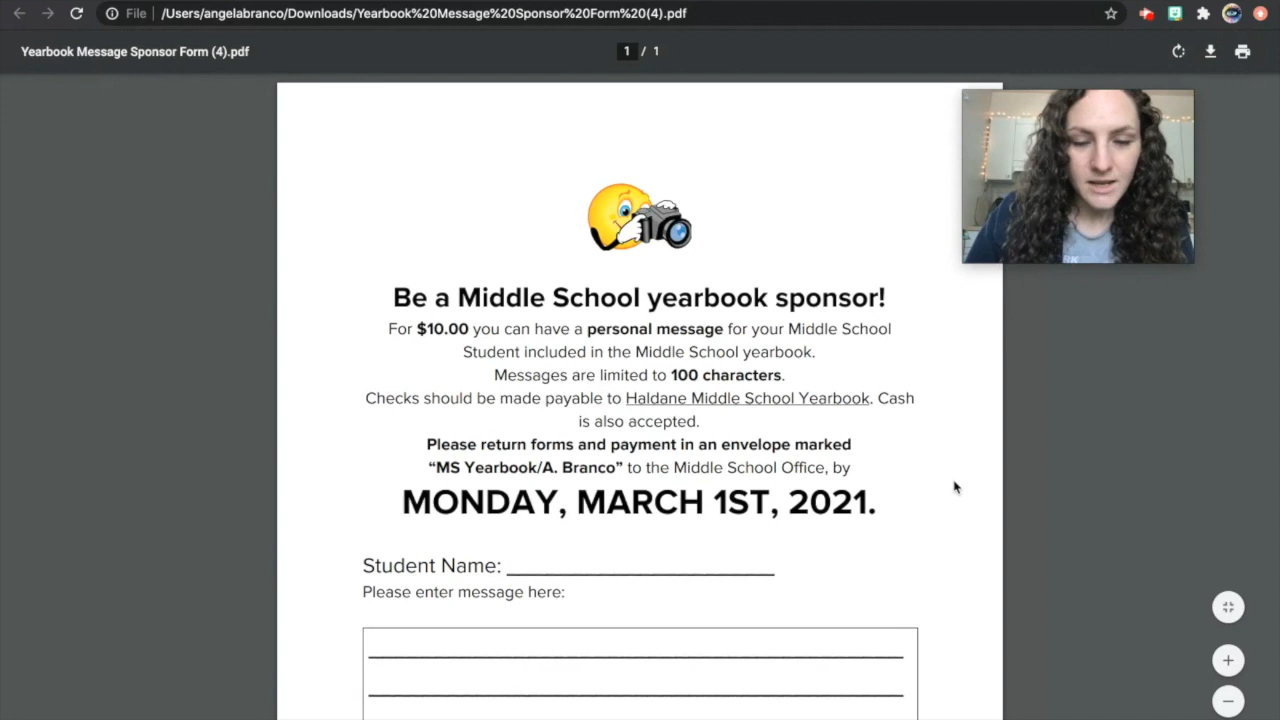 File /Users/angelabranco/Downloads/Yearbook%20Message%20Sponsor%20Form%20(4).pdf
Yearbook Message Sponsor Form (4).pdf
1 / 1
Be a Middle School yearbook sponsor!
For $10.00 you can have a personal message for your Middle School
Student included in the Middle School yearbook.
Messages are limited to 100 characters.
Checks should be made payable to Haldane Middle School Yearbook. Cash
is also accepted.
Please return forms and payment in an envelope marked
“MS Yearbook/A. Branco” to the Middle School Office, by
MONDAY, MARCH 1ST, 2021.
Student Name:
Please enter message here: